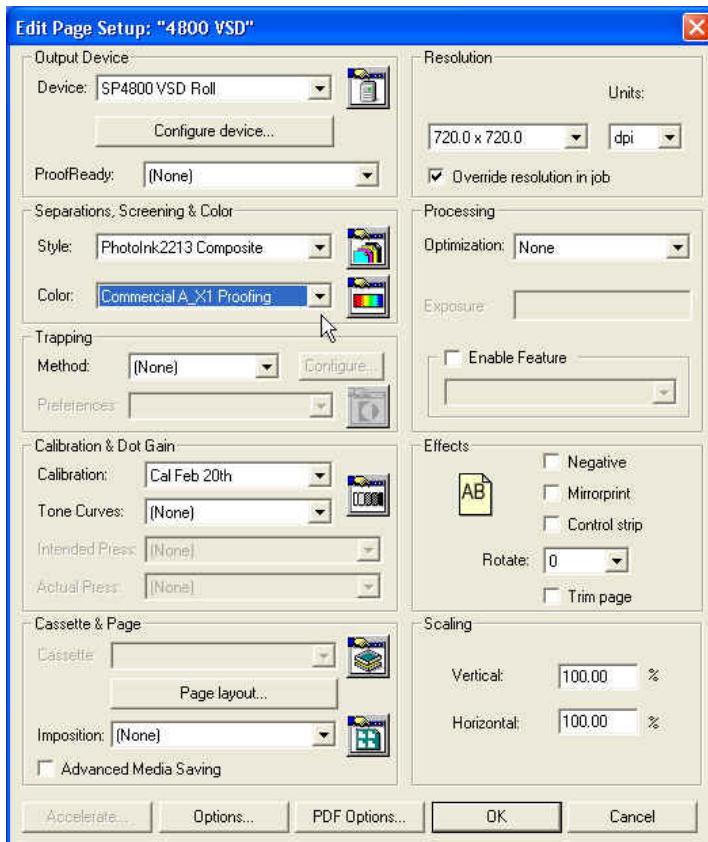 Edit Page Setup: "4800 VSD"
Output Device
Device: SP4800 VSD Roll
Configure device...
ProofReady: (None)
Resolution
Units:
720.0 x 720.0 dpi
Override resolution in job
Separations, Screening & Color
Style: PhotoInk2213 Composite
Color: Commercial A_X1 Proofing
Processing
Optimization: None
Exposure:
Enable Feature
Trapping
Method: (None) Configure...
Preferences:
Calibration & Dot Gain
Calibration: Cal Feb 20th
Tone Curves: (None)
Intended Press: (None)
Actual Press: (None)
Effects
AB
Negative
Mirrorprint
Control strip
Rotate: 0
Trim page
Cassette & Page
Cassette:
Page layout...
Imposition: (None)
Advanced Media Saving
Scaling
Vertical: 100.00 %
Horizontal: 100.00 %
Accelerate... Options... PDF Options... OK Cancel